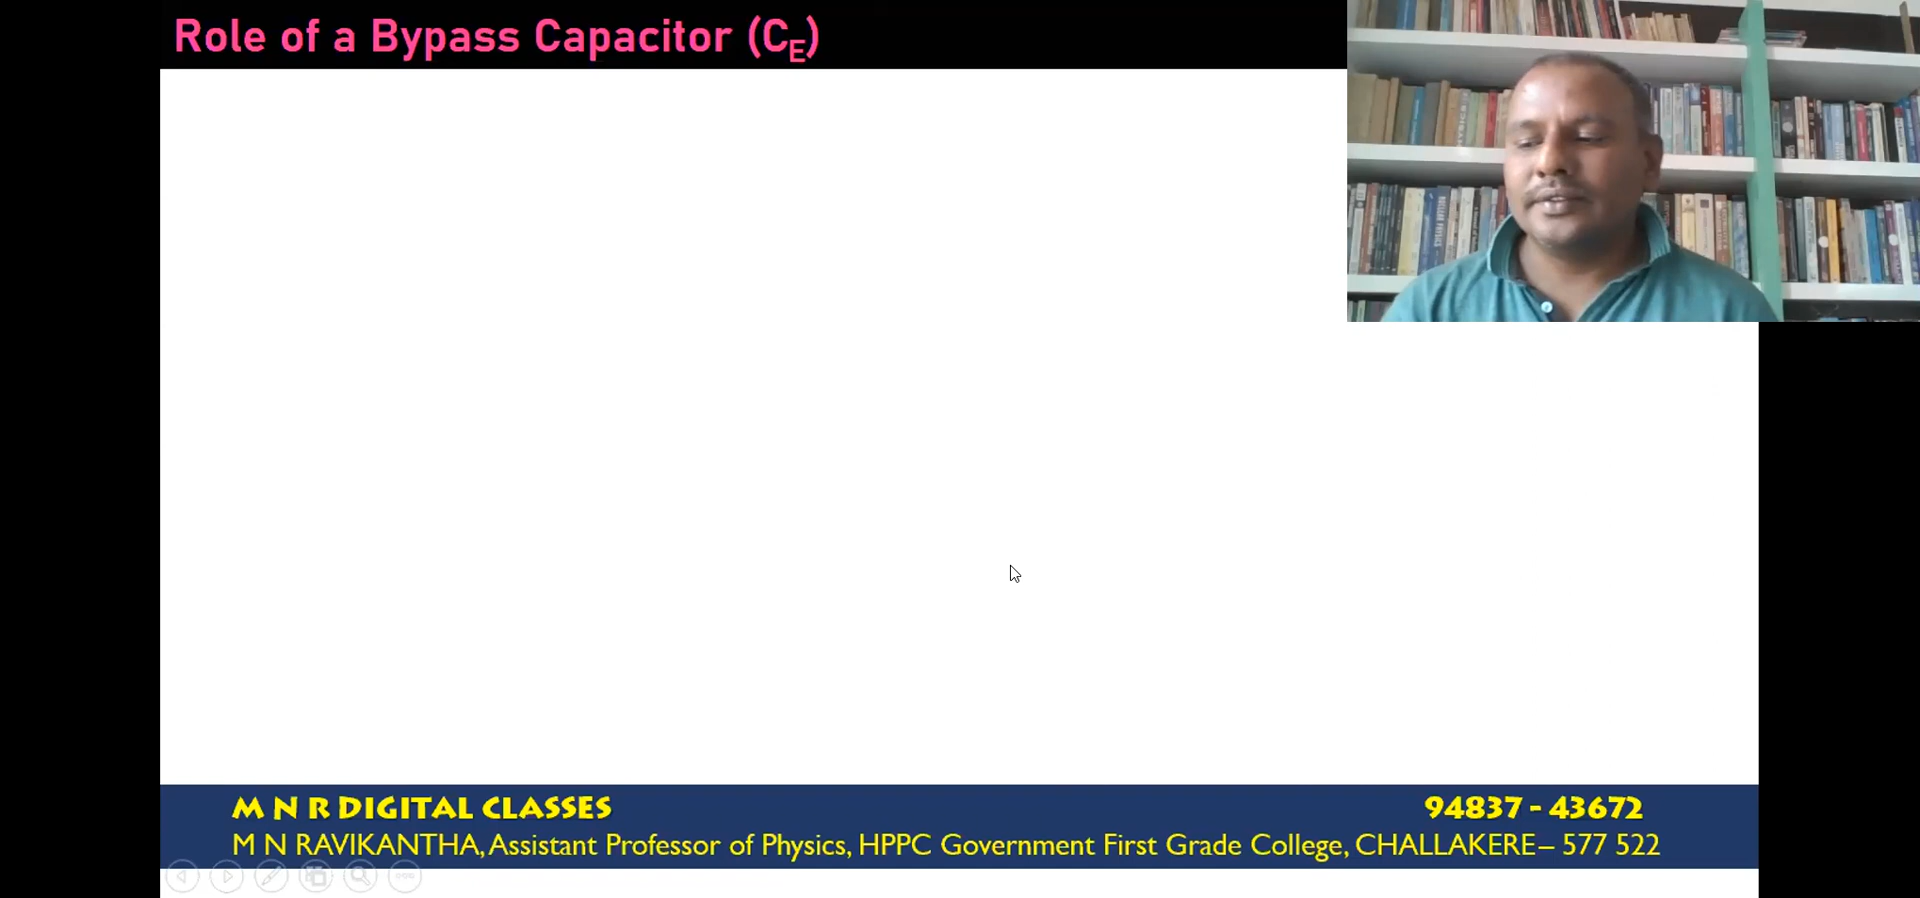 Role of a Bypass Capacitor (CE)
M N R DIGITAL CLASSES
94837 - 43672
M N RAVIKANTHA, Assistant Professor of Physics, HPPC Government First Grade College, CHALLAKERE– 577 522